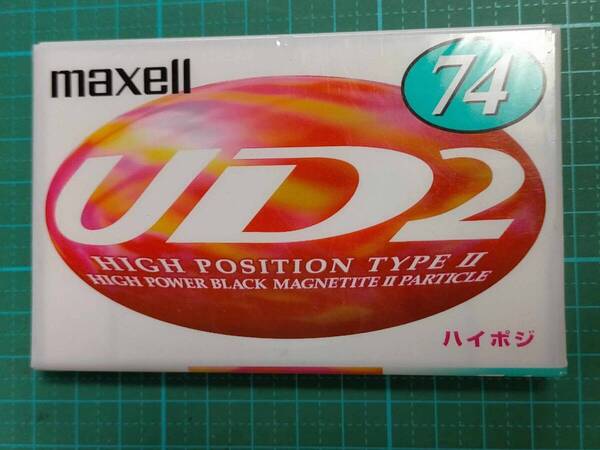 maxell
74
UD2
HIGH POSITION TYPE II
HIGH POWER BLACK MAGNETITE II PARTICLE
ハイポジ